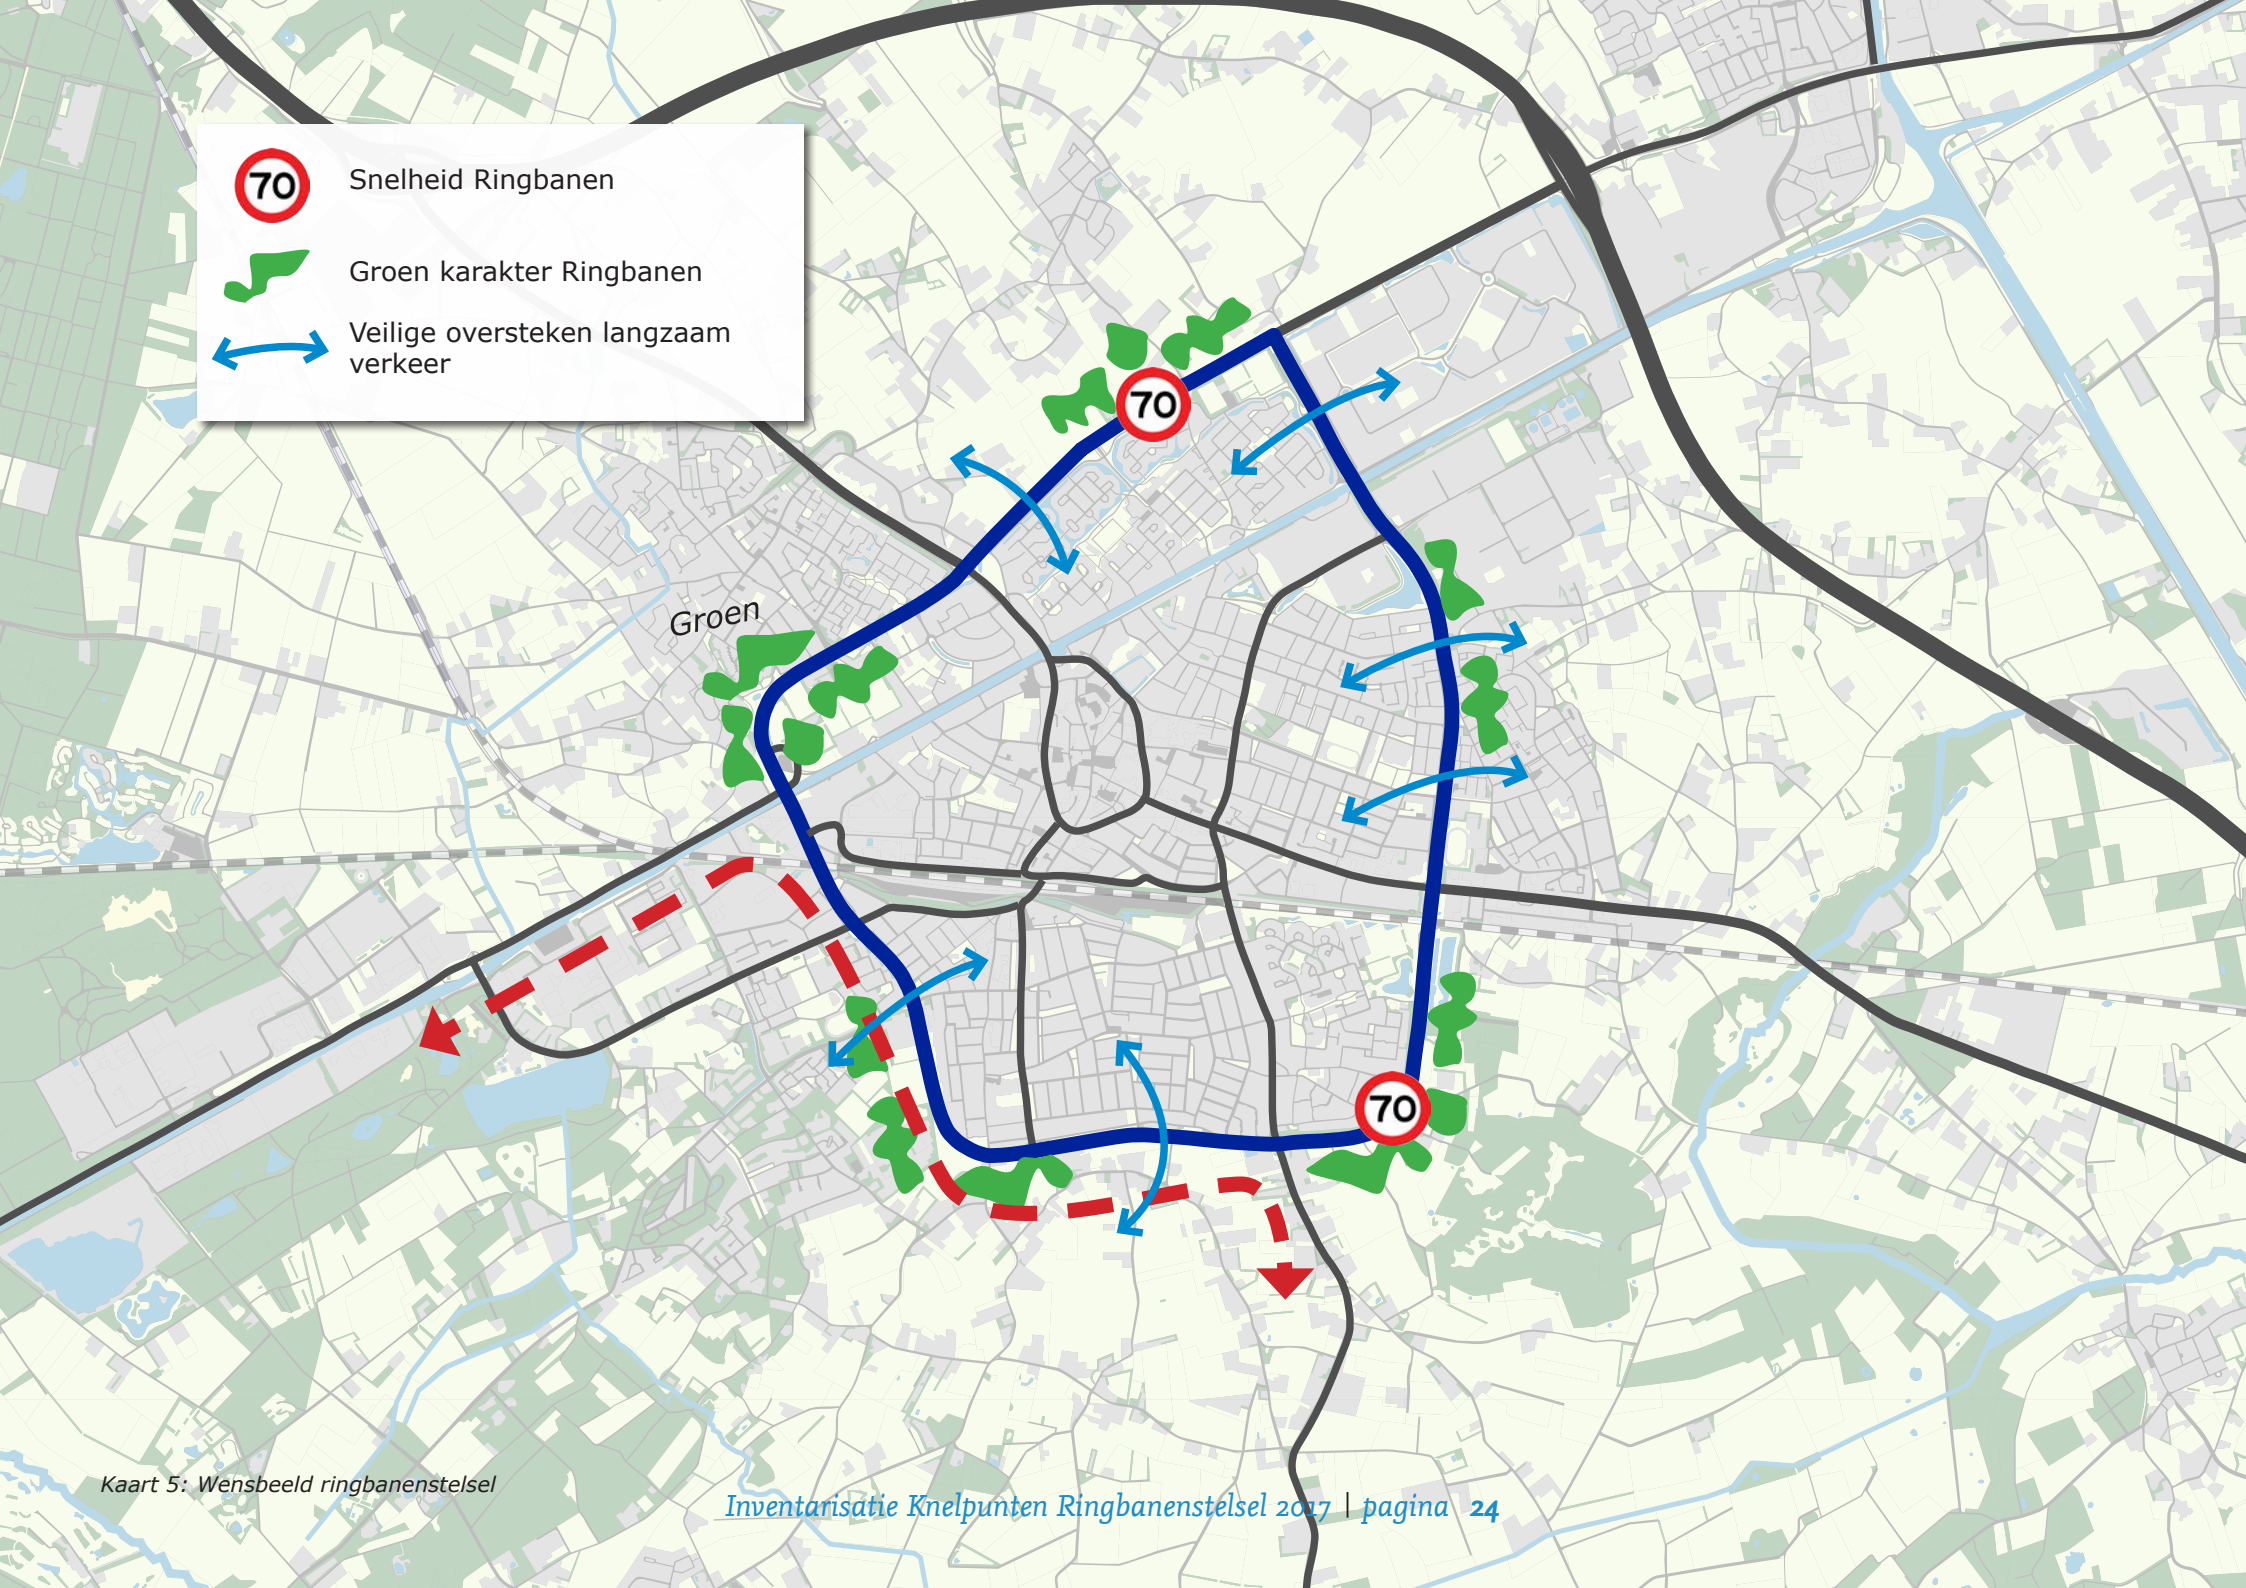 70 Snelheid Ringbanen
Groen karakter Ringbanen
Veilige oversteken langzaam
verkeer
70
Groen
70
Kaart 5: Wensbeeld ringbanenstelsel
Inventarisatie Knelpunten Ringbanenstelsel 2017 | pagina 24